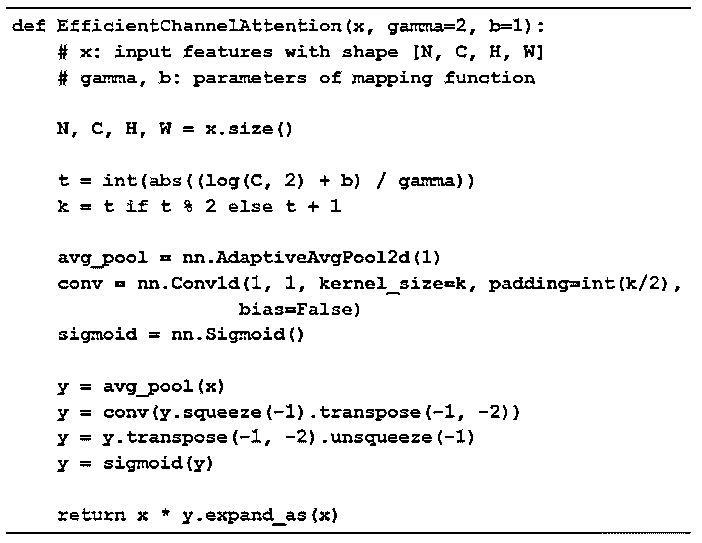 def EfficientChannelAttention(x, gamma=2, b=1):
    # x: input features with shape [N, C, H, W]
    # gamma, b: parameters of mapping function

    N, C, H, W = x.size()

    t = int(abs((log(C, 2) + b) / gamma))
    k = t if t % 2 else t + 1

    avg_pool = nn.AdaptiveAvgPool2d(1)
    conv = nn.Conv1d(1, 1, kernel_size=k, padding=int(k/2),
                    bias=False)
    sigmoid = nn.Sigmoid()

    y = avg_pool(x)
    y = conv(y.squeeze(-1).transpose(-1, -2))
    y = y.transpose(-1, -2).unsqueeze(-1)
    y = sigmoid(y)

    return x * y.expand_as(x)